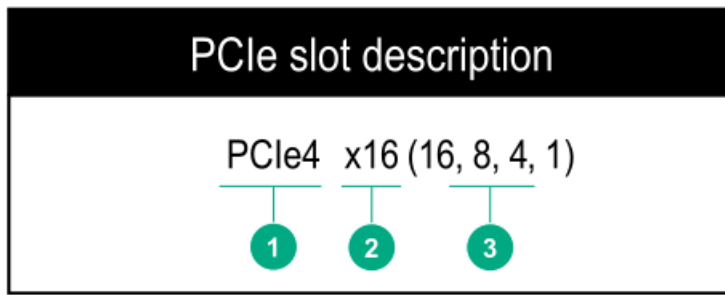 PCIe slot description
PCIe4 x16 (16, 8, 4, 1)
1 2 3